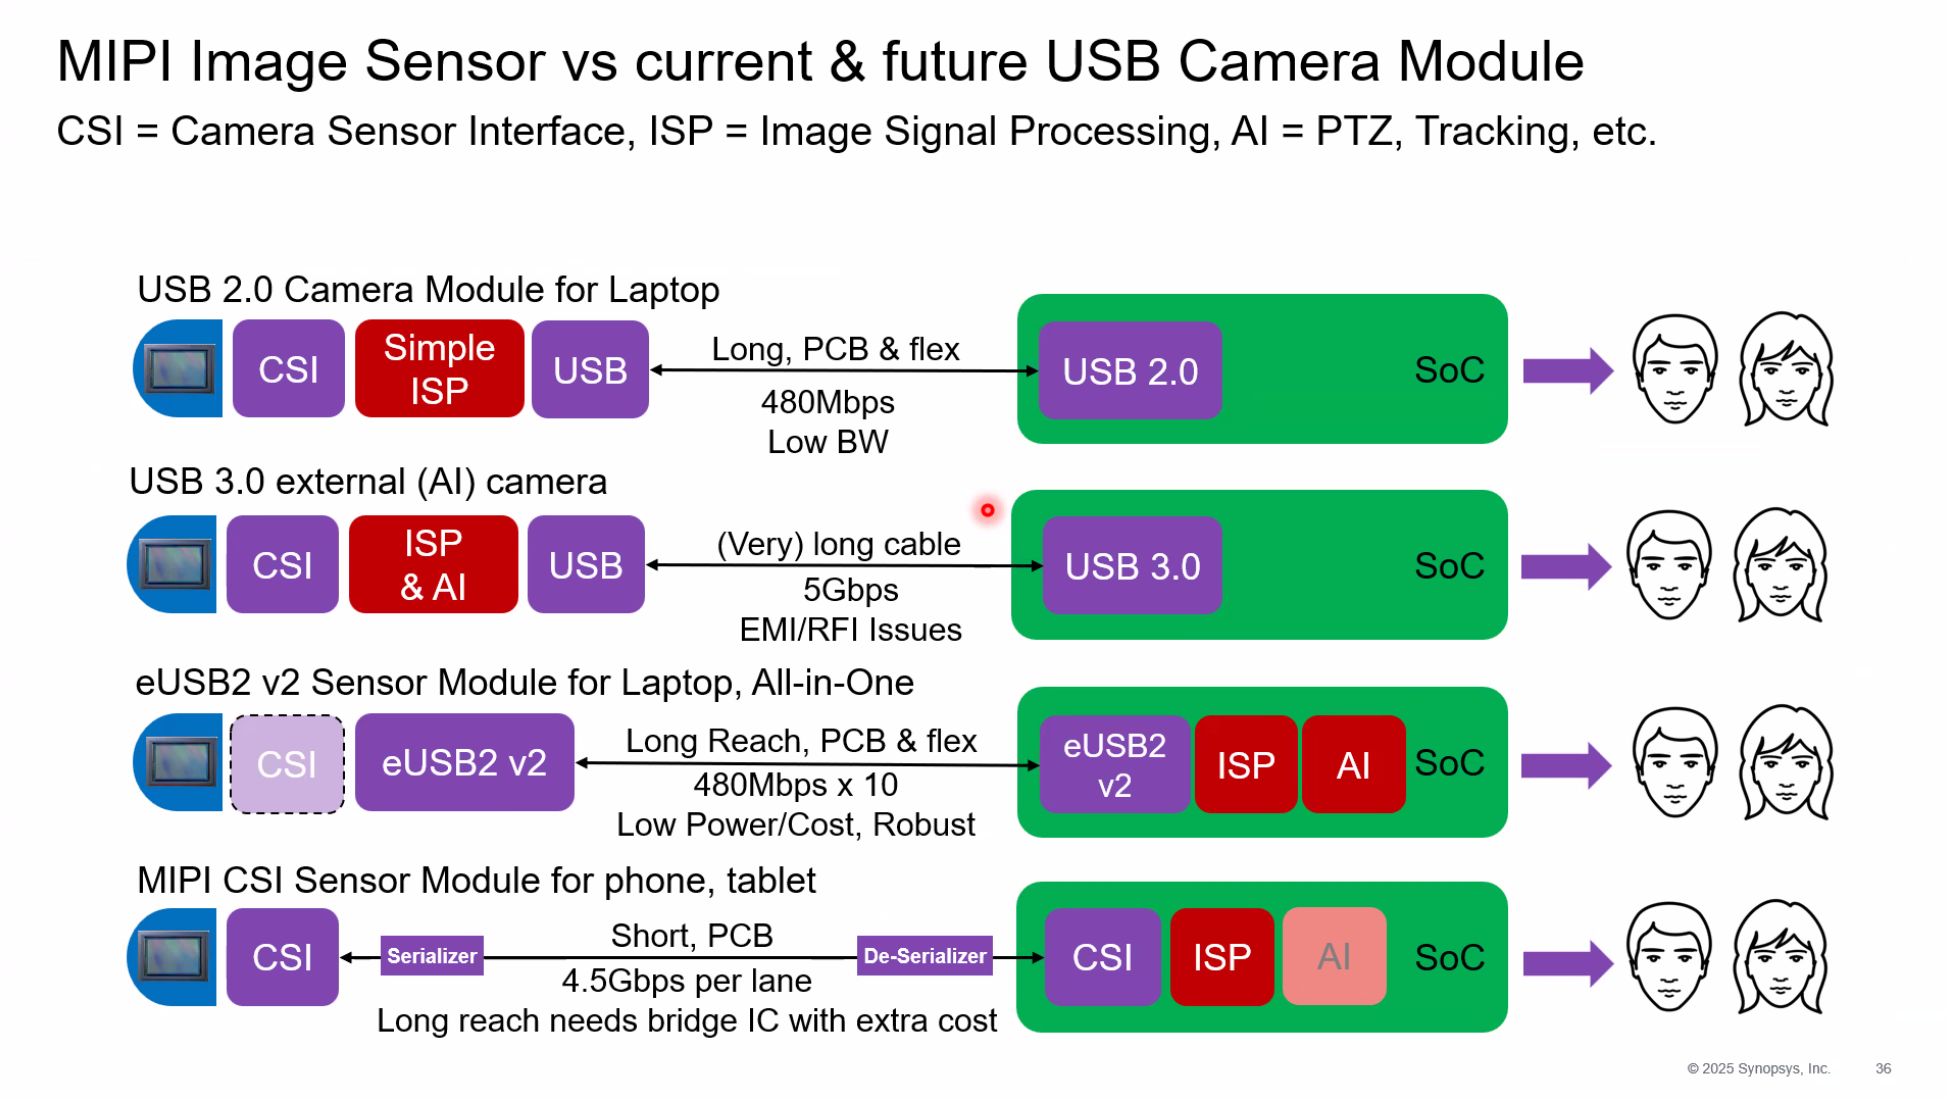 MIPI Image Sensor vs current & future USB Camera Module
CSI = Camera Sensor Interface, ISP = Image Signal Processing, AI = PTZ, Tracking, etc.
USB 2.0 Camera Module for Laptop
CSI
Simple
ISP
USB
Long, PCB & flex
480Mbps
Low BW
USB 2.0
SoC
USB 3.0 external (AI) camera
CSI
ISP
& AI
USB
(Very) long cable
5Gbps
EMI/RFI Issues
USB 3.0
SoC
eUSB2 v2 Sensor Module for Laptop, All-in-One
CSI
eUSB2 v2
Long Reach, PCB & flex
480Mbps x 10
Low Power/Cost, Robust
eUSB2
v2
ISP
AI
SoC
MIPI CSI Sensor Module for phone, tablet
CSI
Serializer
Short, PCB
4.5Gbps per lane
Long reach needs bridge IC with extra cost
De-Serializer
CSI
ISP
AI
SoC
© 2025 Synopsys, Inc.
36